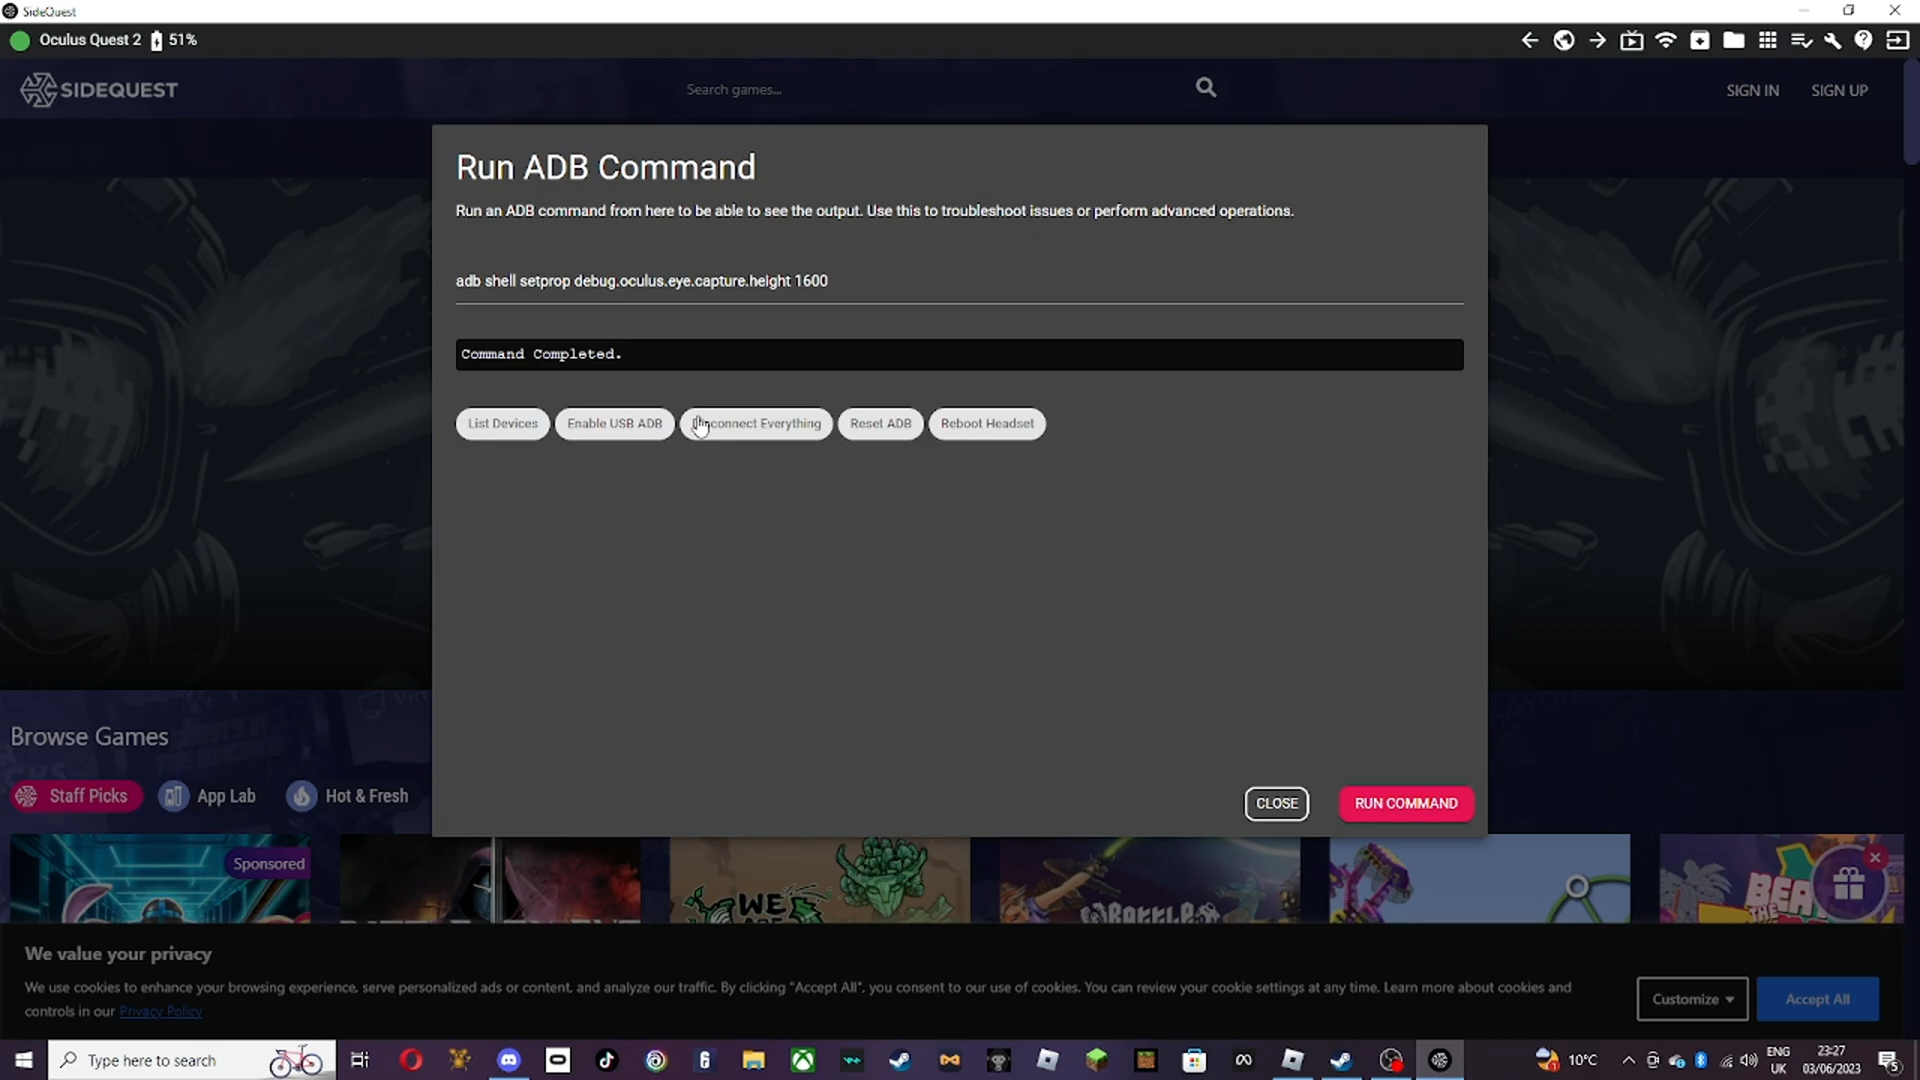 SideQuest
Oculus Quest 2 51%
SIDEQUEST
Search games...
SIGN IN SIGN UP
Run ADB Command
Run an ADB command from here to be able to see the output. Use this to troubleshoot issues or perform advanced operations.
adb shell setprop debug.oculus.eye.capture.height 1600
Command Completed.
List Devices Enable USB ADB connect Everything Reset ADB Reboot Headset
CLOSE RUN COMMAND
Browse Games
Staff Picks App Lab Hot & Fresh
Sponsored
WE
BATTLE
BEA
THE
We value your privacy
We use cookies to enhance your browsing experience, serve personalized ads or content, and analyze our traffic. By clicking "Accept All", you consent to our use of cookies. You can review your cookie settings at any time. Learn more about cookies and
controls in our Privacy Policy
Customize Accept All
Type here to search
10°C
ENG
UK
23:27
03/06/2023
5